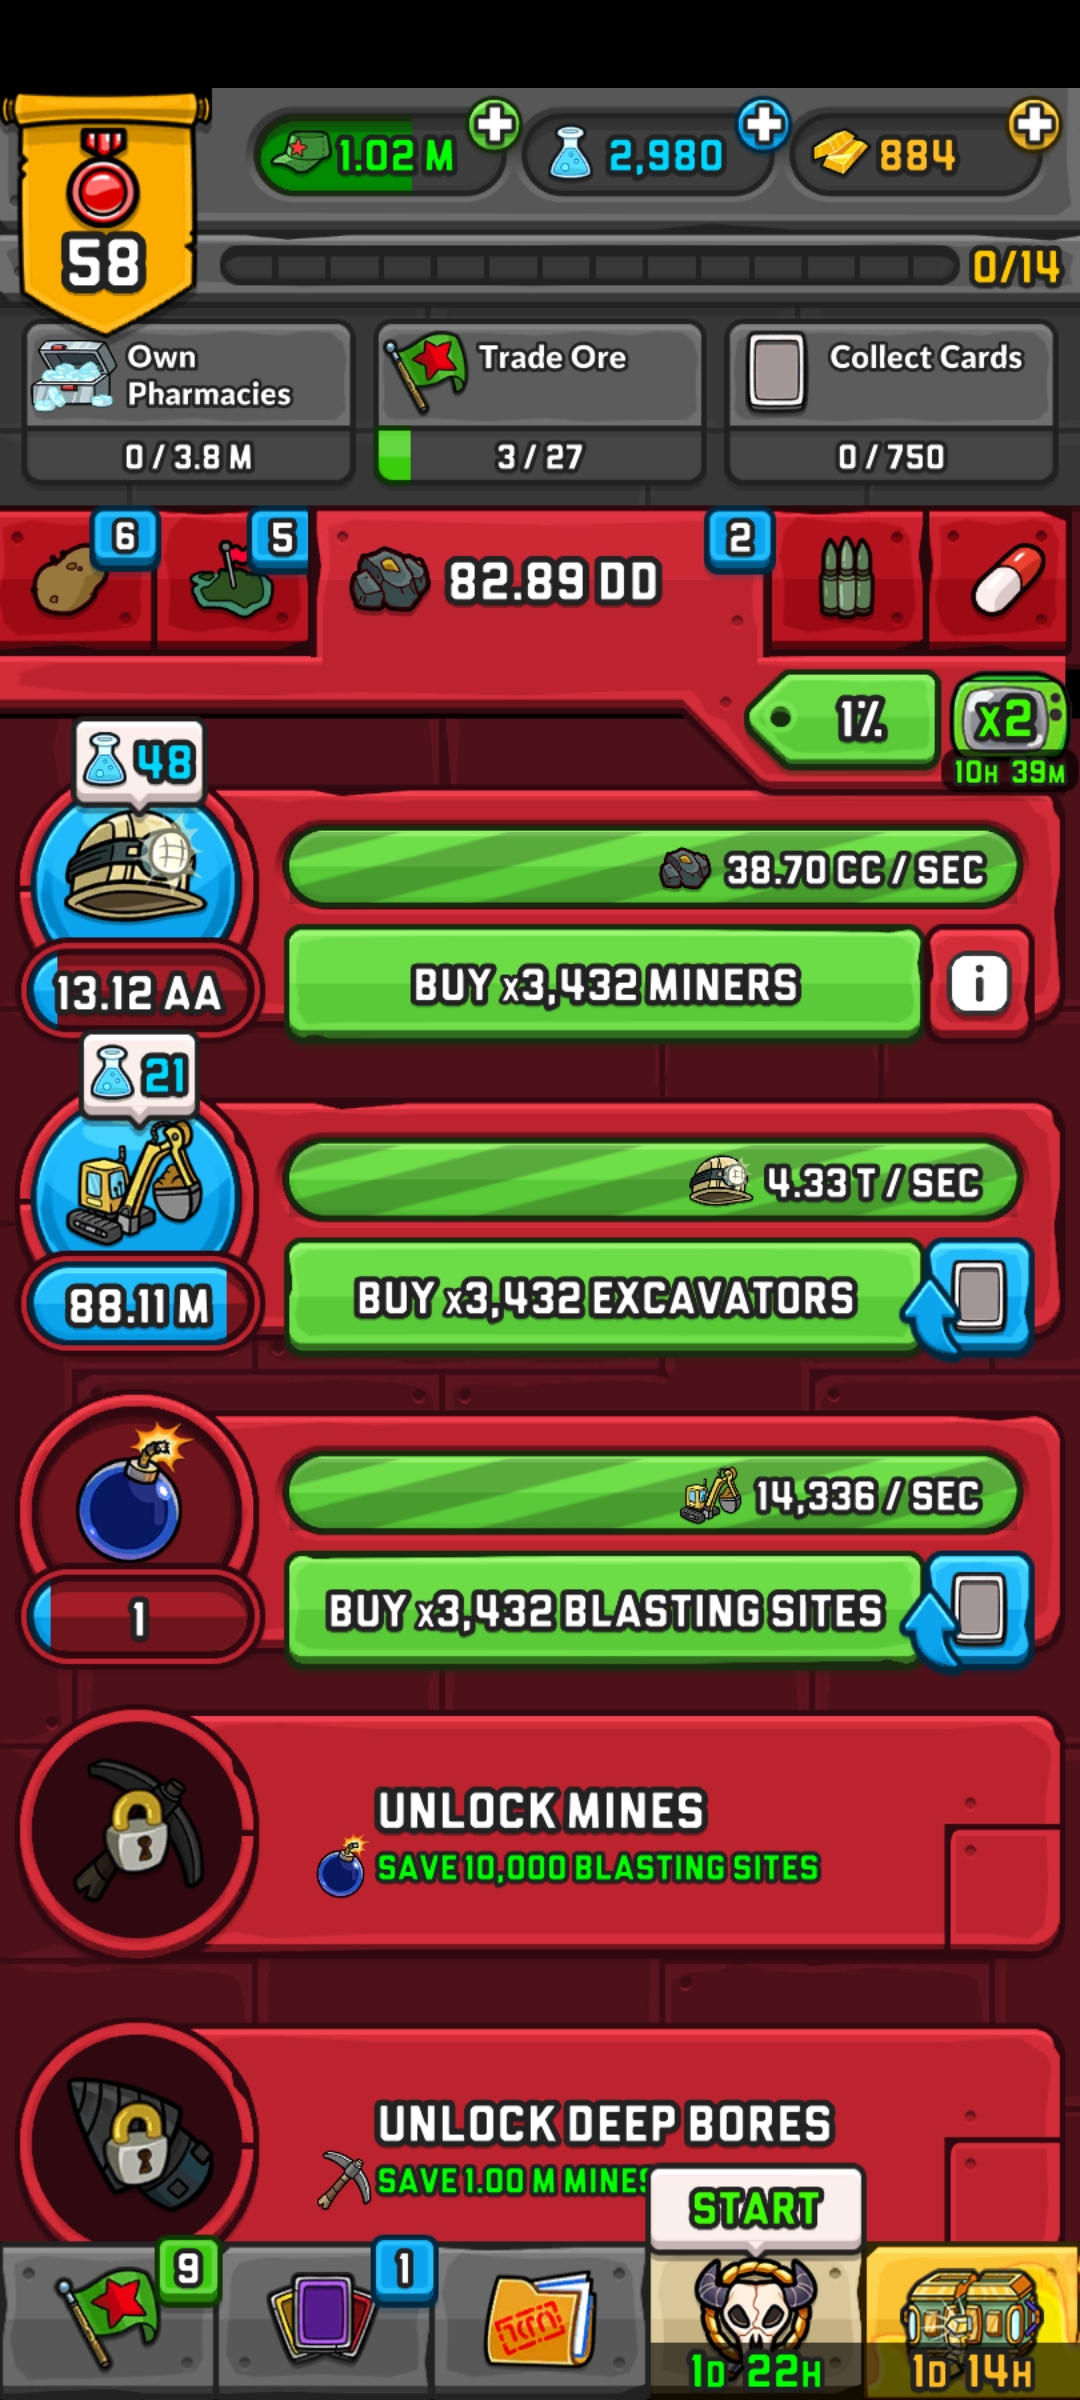 58
1.02 M
2,980
884
0/14
Own
Pharmacies
0 / 3.8 M
Trade Ore
3 / 27
Collect Cards
0 / 750
6
5
82.89 DD
2
1%
x2
10H 39M
48
38.70 CC / SEC
13.12 AA
BUY x3,432 MINERS
i
21
4.33 T / SEC
88.11 M
BUY x3,432 EXCAVATORS
14,336 / SEC
1
BUY x3,432 BLASTING SITES
UNLOCK MINES
SAVE 10,000 BLASTING SITES
UNLOCK DEEP BORES
SAVE 1.00 M MINES
START
9
1
1D 22H
1D 14H